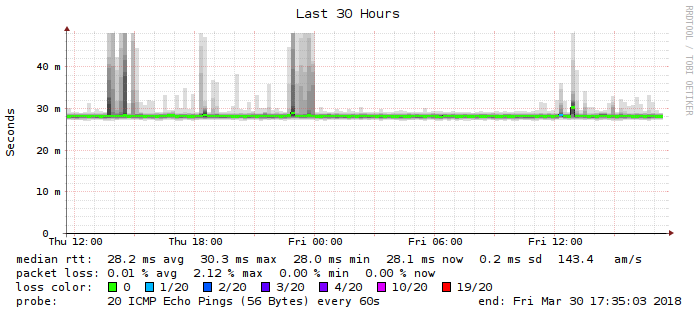 Last 30 Hours
RRDTOOL / TOBI OETIKER
Seconds
40 m
30 m
20 m
10 m
0
Thu 12:00 Thu 18:00 Fri 00:00 Fri 06:00 Fri 12:00
median rtt: 28.2 ms avg 30.3 ms max 28.0 ms min 28.1 ms now 0.2 ms sd 143.4 am/s
packet loss: 0.01 % avg 2.12 % max 0.00 % min 0.00 % now
loss color: 0 1/20 2/20 3/20 4/20 10/20 19/20
probe: 20 ICMP Echo Pings (56 Bytes) every 60s end: Fri Mar 30 17:35:03 2018